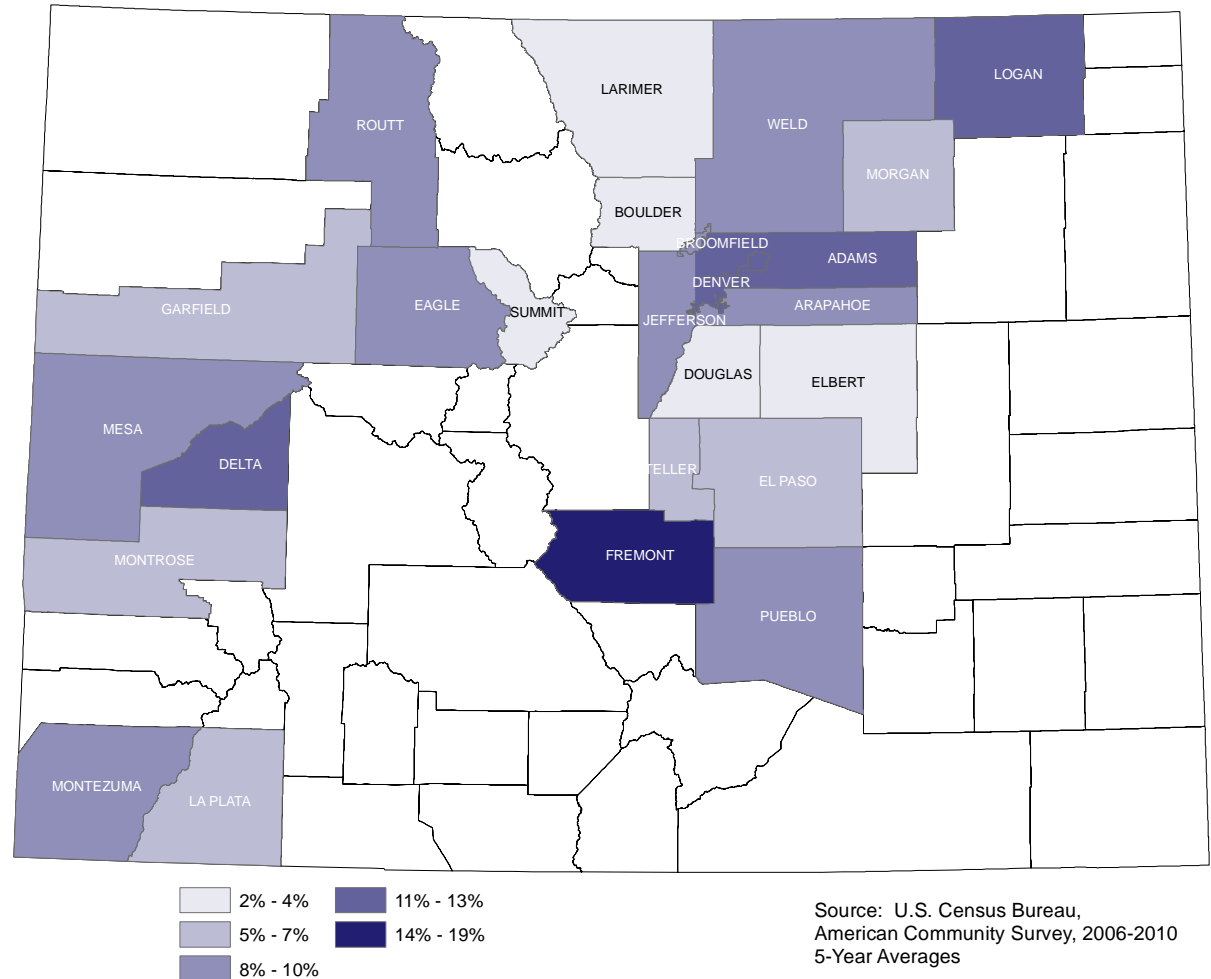 LOGAN
LARIMER
ROUTT
WELD
MORGAN
BOULDER
BROOMFIELD
ADAMS
DENVER
EAGLE
ARAPAHOE
GARFIELD
SUMMIT
JEFFERSON
DOUGLAS
ELBERT
MESA
DELTA
TELLER
EL PASO
FREMONT
MONTROSE
PUEBLO
MONTEZUMA
LA PLATA
2% - 4%
5% - 7%
8% - 10%
11% - 13%
14% - 19%
Source: U.S. Census Bureau,
American Community Survey, 2006-2010
5-Year Averages